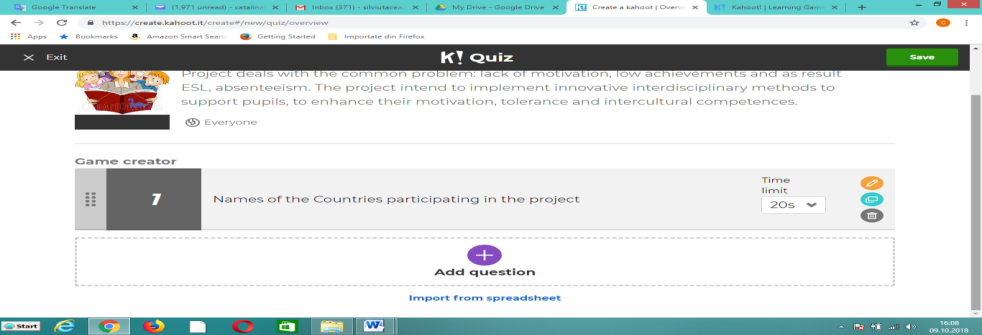 Google Translate × (1,971 unread) - catalino × Inbox (371) - silviutacea × My Drive - Google Drive × Create a kahoot | Overv × Kahoot! | Learning Game ×
https://create.kahoot.it/create#/new/quiz/overview
Apps Bookmarks Amazon Smart Searc Getting Started Importate din Firefox
× Exit K! Quiz Save
Project deals with the common problem: lack of motivation, low achievements and as result
ESL, absenteeism. The project intend to implement innovative interdisciplinary methods to
support pupils, to enhance their motivation, tolerance and intercultural competences.
Everyone
Game creator
1 Names of the Countries participating in the project
Time
limit
20s
Add question
Import from spreadsheet
Start 16:08
09.10.2018